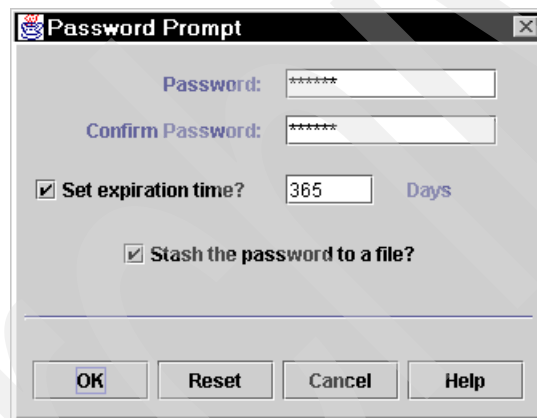 Password Prompt
Password: ******
Confirm Password: ******
Set expiration time? 365 Days
Stash the password to a file?
OK Reset Cancel Help